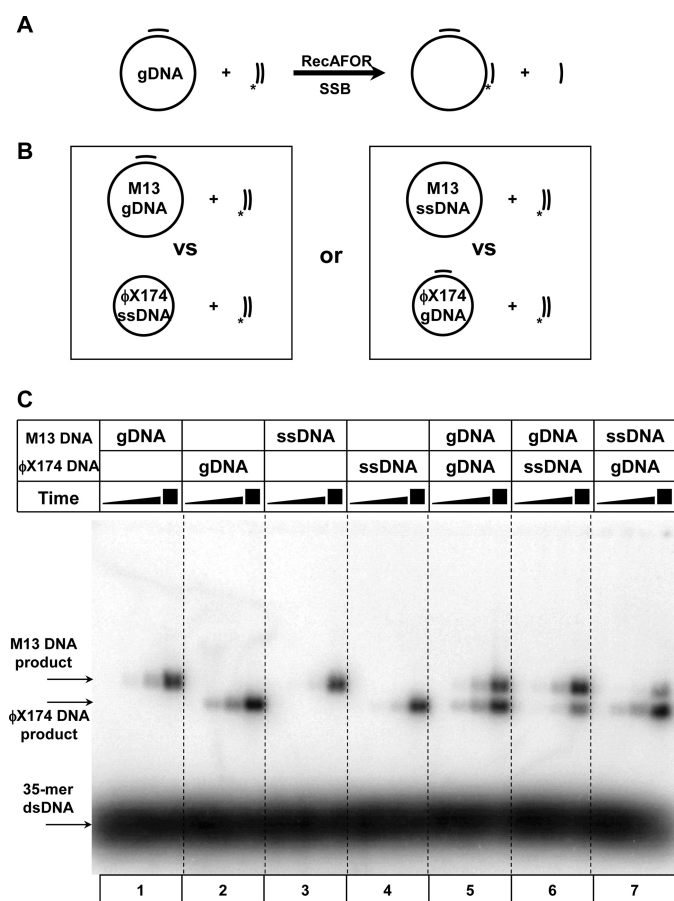 A
gDNA + * RecAFOR SSB * +
B
M13 gDNA + *
vs
ϕX174 ssDNA + *
or
M13 ssDNA + *
vs
ϕX174 gDNA + *
C
M13 DNA gDNA ssDNA gDNA gDNA ssDNA
ϕX174 DNA gDNA ssDNA gDNA ssDNA gDNA
Time
M13 DNA
product
ϕX174 DNA
product
35-mer
dsDNA
1 2 3 4 5 6 7